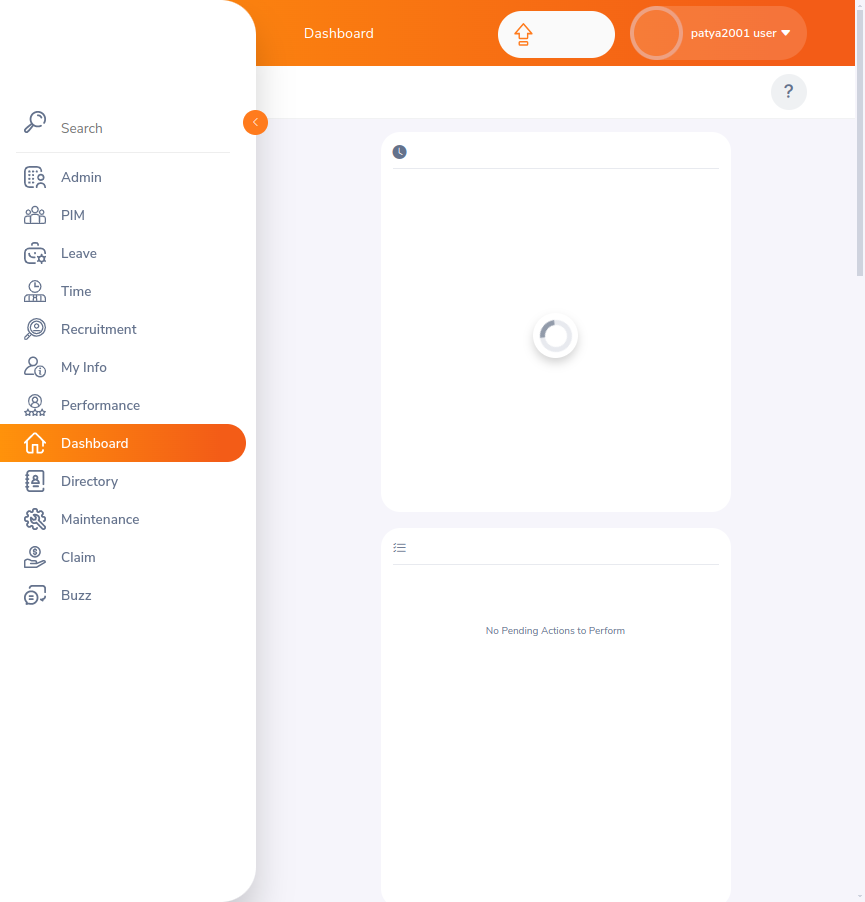 Dashboard
patya2001 user
?
Search
Admin
PIM
Leave
Time
Recruitment
My Info
Performance
Dashboard
Directory
Maintenance
Claim
Buzz
No Pending Actions to Perform